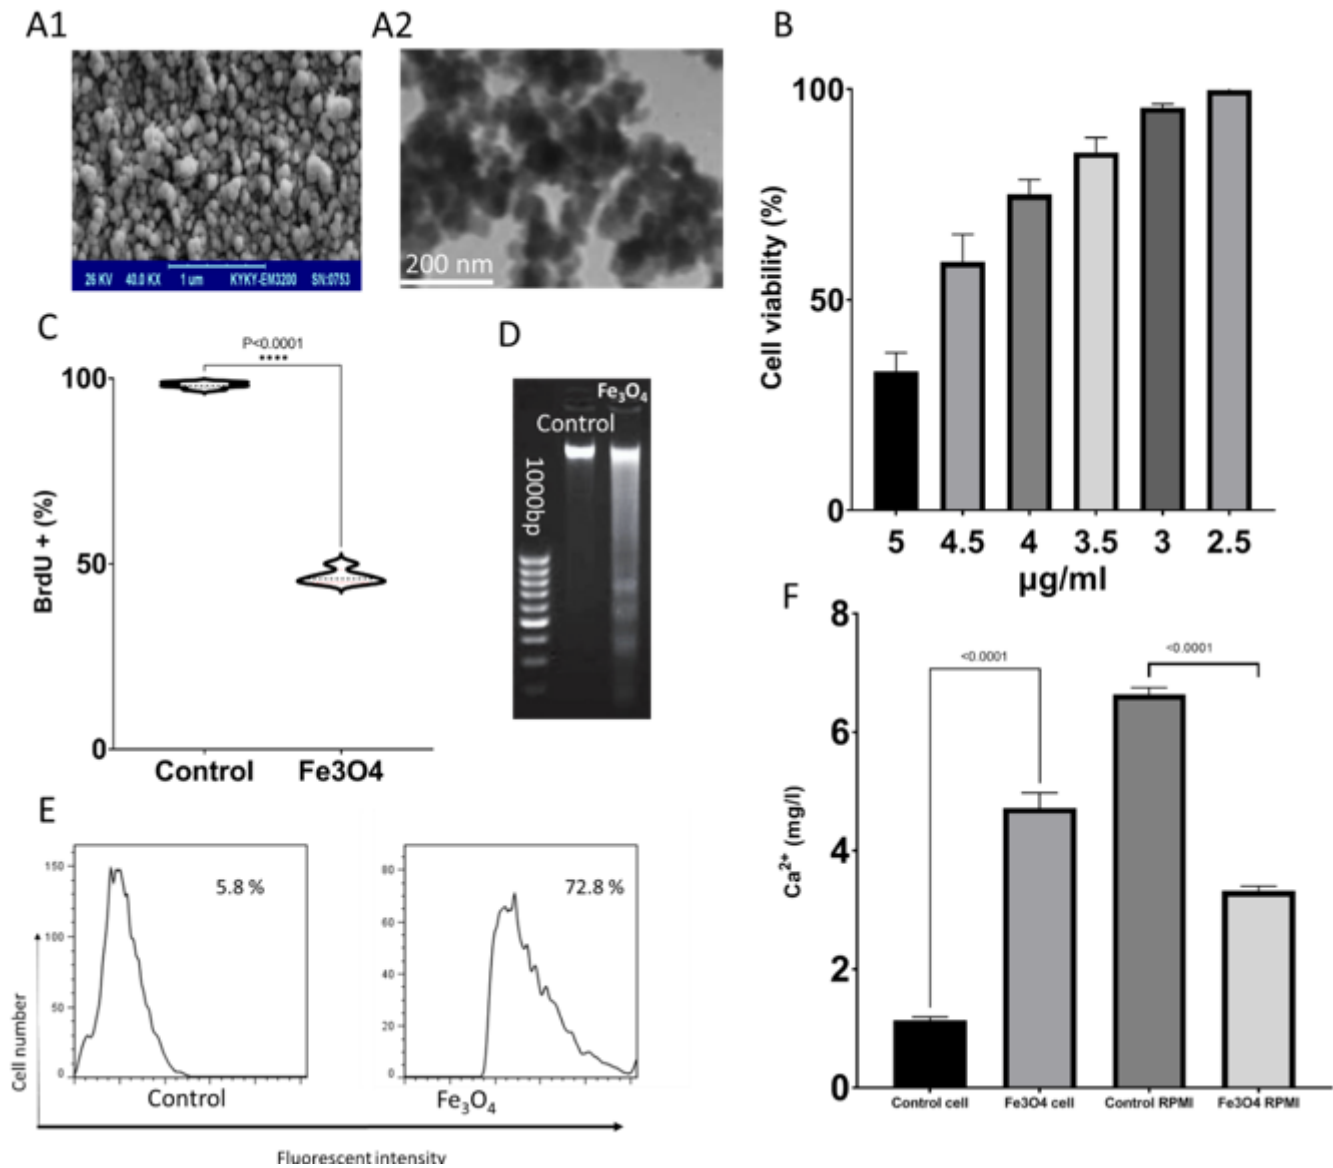 A1
A2
26 KV 40.0 KX 1 um KYKY-EM3200 SN:0753
200 nm
B
100
50
0
Cell viability (%)
5 4.5 4 3.5 3 2.5
µg/ml
C
P<0.0001
****
100
50
0
BrdU + (%)
Control Fe3O4
D
Fe₃O₄
Control
1000bp
E
150
100
50
0
5.8 %
Control
80
60
40
20
0
72.8 %
Fe₃O₄
Cell number
Fluorescent intensity
F
8
6
4
2
0
Ca²⁺ (mg/l)
<0.0001
<0.0001
Control cell Fe3O4 cell Control RPMI Fe3O4 RPMI